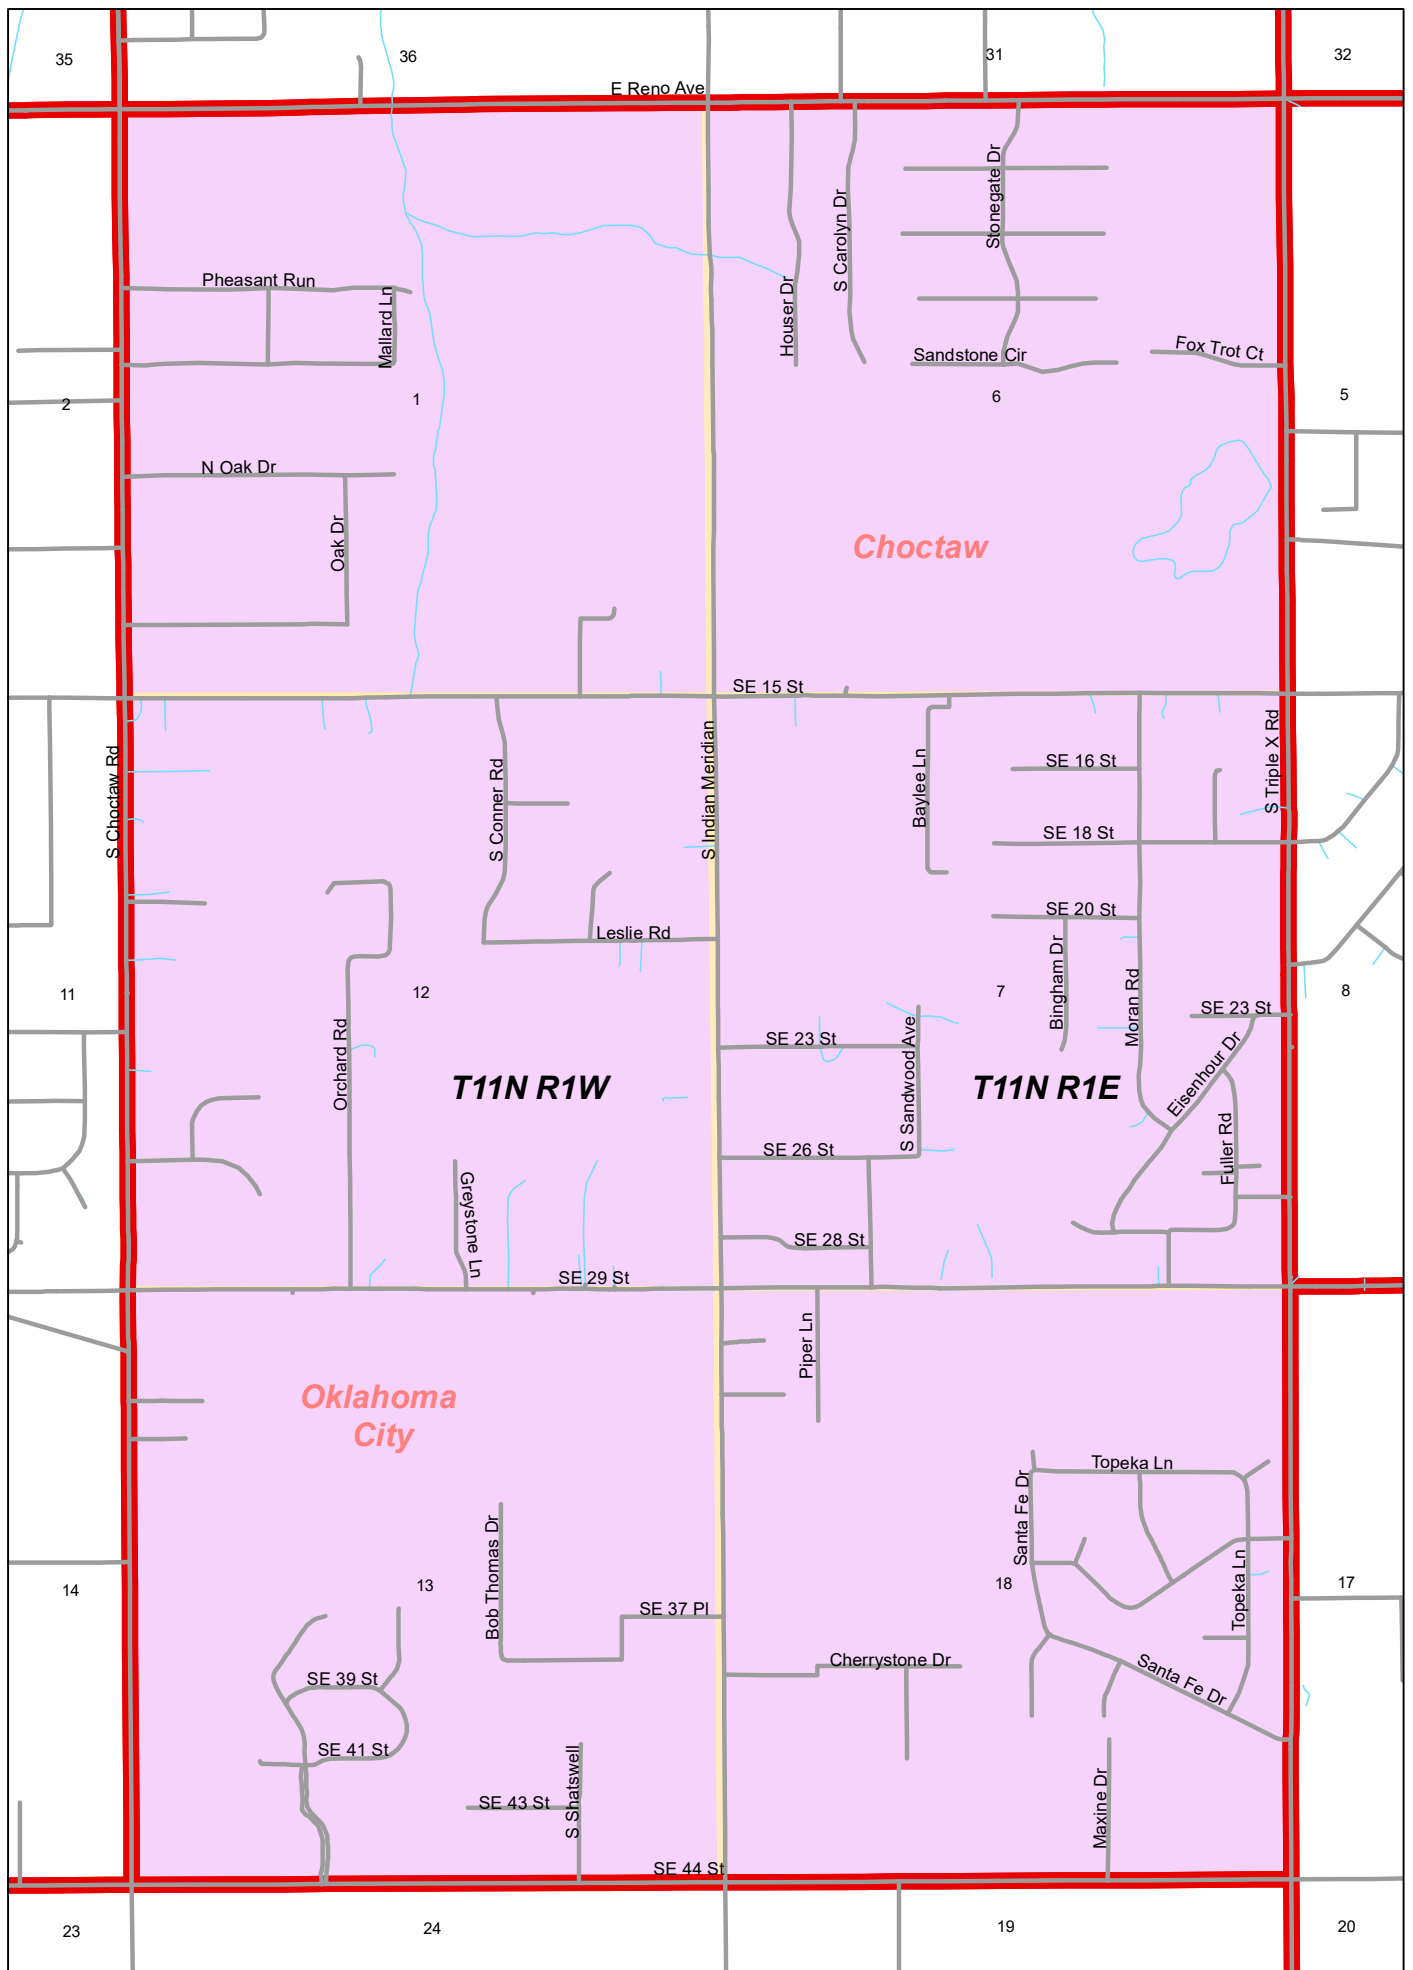 35
36
31
32
E Reno Ave
Stonegate Dr
S Carolyn Dr
Houser Dr
Pheasant Run
Mallard Ln
Sandstone Cir
Fox Trot Ct
2
1
6
5
N Oak Dr
Oak Dr
Choctaw
SE 15 St
S Choctaw Rd
S Conner Rd
S Indian Meridian
Baylee Ln
SE 16 St
S Triple X Rd
SE 18 St
SE 20 St
Leslie Rd
Bingham Dr
Moran Rd
11
12
7
8
SE 23 St
SE 23 St
S Sandwood Ave
Orchard Rd
Eisenhour Dr
T11N R1W
T11N R1E
Fuller Rd
SE 26 St
Greystone Ln
SE 28 St
SE 29 St
Piper Ln
Oklahoma
City
Topeka Ln
Santa Fe Dr
Bob Thomas Dr
Topeka Ln
14
13
18
17
SE 37 Pl
Cherrystone Dr
Santa Fe Dr
SE 39 St
SE 41 St
S Shatswell
SE 43 St
Maxine Dr
SE 44 St
23
24
19
20